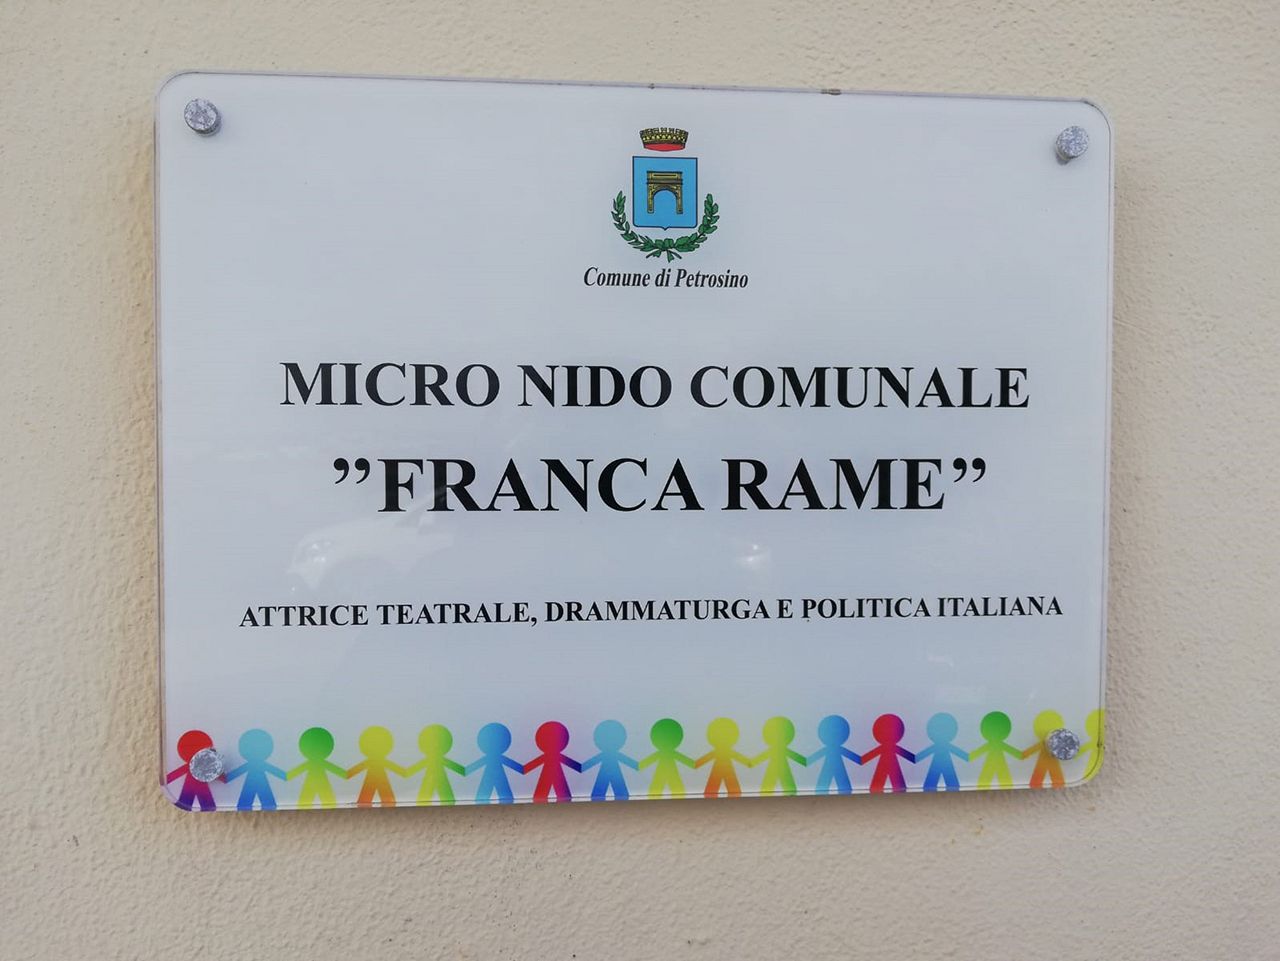 Comune di Petrosino
MICRO NIDO COMUNALE
”FRANCA RAME”
ATTRICE TEATRALE, DRAMMATURGA E POLITICA ITALIANA